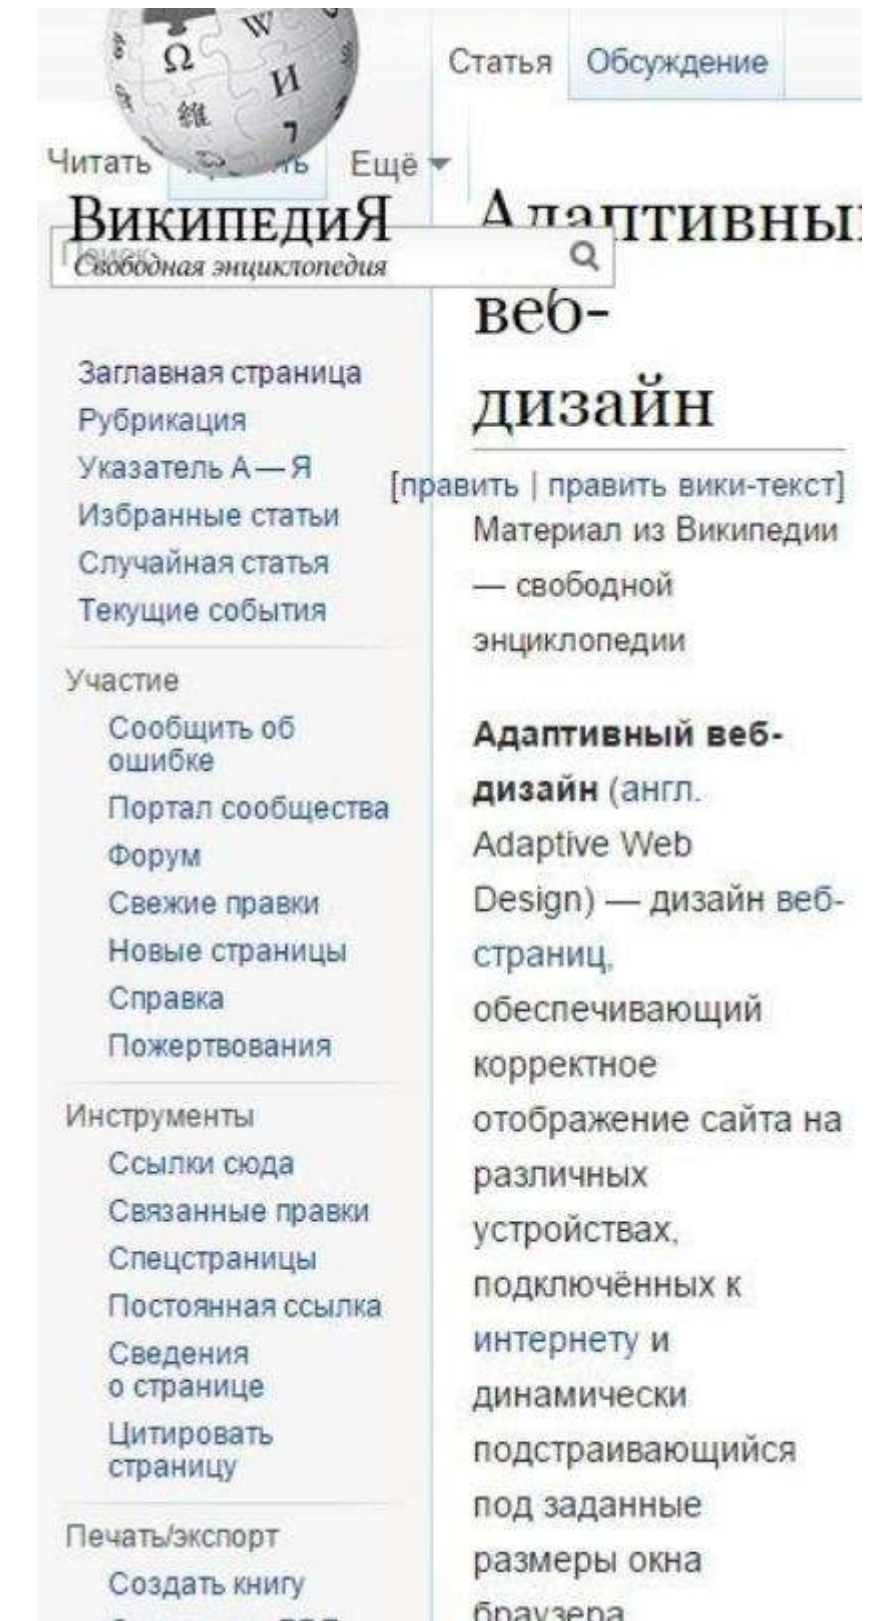 Статья Обсуждение
Читать Ещё
ВикипедиЯ
Свободная энциклопедия
Адаптивный
веб-
дизайн
[править | править вики-текст]
Материал из Википедии
— свободной
энциклопедии
Адаптивный веб-
дизайн (англ.
Adaptive Web
Design) — дизайн веб-
страниц,
обеспечивающий
корректное
отображение сайта на
различных
устройствах,
подключённых к
интернету и
динамически
подстраивающийся
под заданные
размеры окна
браузера
Заглавная страница
Рубрикация
Указатель А — Я
Избранные статьи
Случайная статья
Текущие события
Участие
Сообщить об
ошибке
Портал сообщества
Форум
Свежие правки
Новые страницы
Справка
Пожертвования
Инструменты
Ссылки сюда
Связанные правки
Спецстраницы
Постоянная ссылка
Сведения
о странице
Цитировать
страницу
Печать/экспорт
Создать книгу